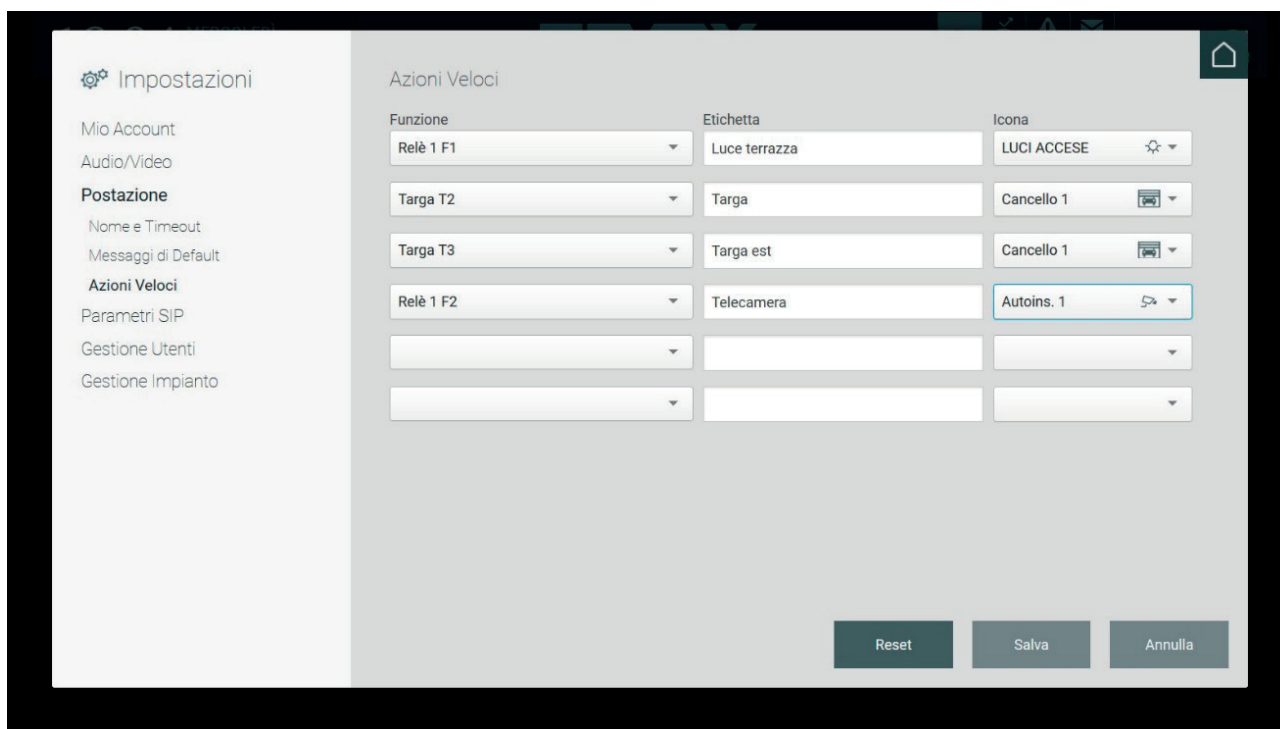 Impostazioni
Mio Account
Audio/Video
Postazione
Nome e Timeout
Messaggi di Default
Azioni Veloci
Parametri SIP
Gestione Utenti
Gestione Impianto
Azioni Veloci
Funzione Etichetta Icona
Relè 1 F1 Luce terrazza LUCI ACCESE
Targa T2 Targa Cancello 1
Targa T3 Targa est Cancello 1
Relè 1 F2 Telecamera Autoins. 1
Reset Salva Annulla